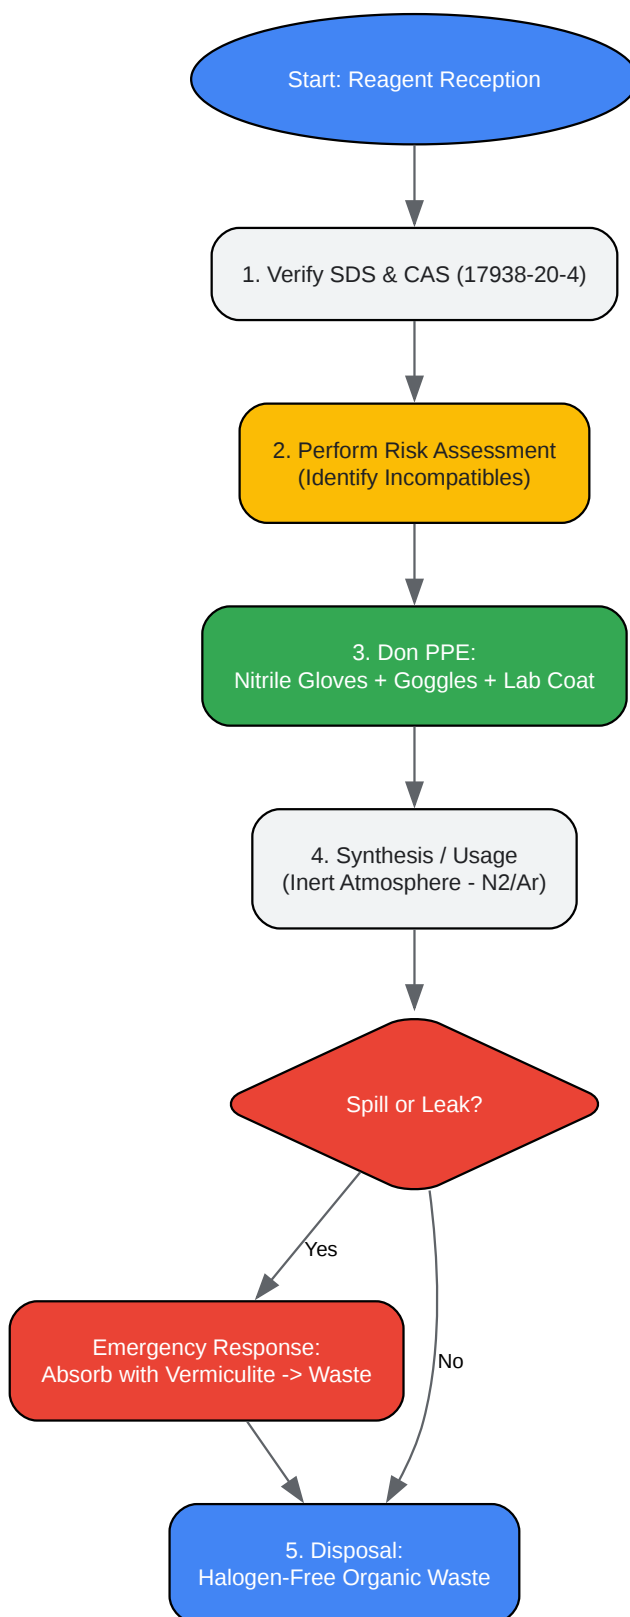 Start: Reagent Reception
1. Verify SDS & CAS (17938-20-4)
2. Perform Risk Assessment
(Identify Incompatibles)
3. Don PPE:
Nitrile Gloves + Goggles + Lab Coat
4. Synthesis / Usage
(Inert Atmosphere - N2/Ar)
Spill or Leak?
Yes
Emergency Response:
Absorb with Vermiculite -> Waste
No
5. Disposal:
Halogen-Free Organic Waste